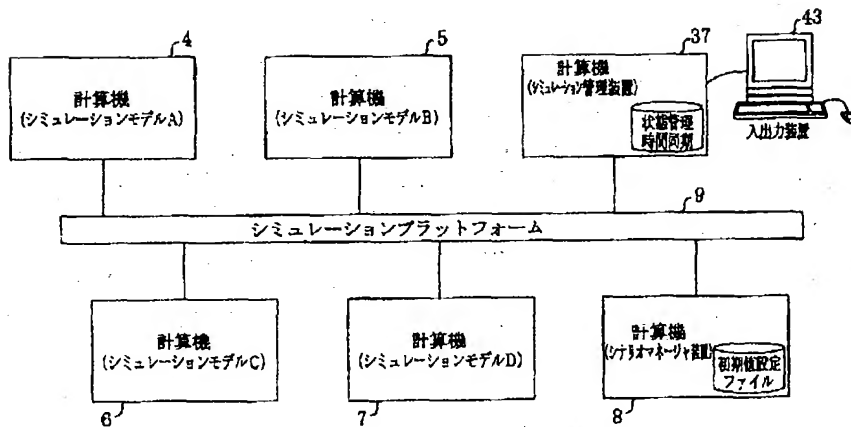 4
計算機
(シミュレーションモデルA)
5
計算機
(シミュレーションモデルB)
37
計算機
(シミュレーション管理装置)
状態管理
時間同期
43
入出力装置
9
シミュレーションプラットフォーム
計算機
(シミュレーションモデルC)
6
計算機
(シミュレーションモデルD)
7
計算機
(シナリオマネージャ装置)
初期値設定
ファイル
8